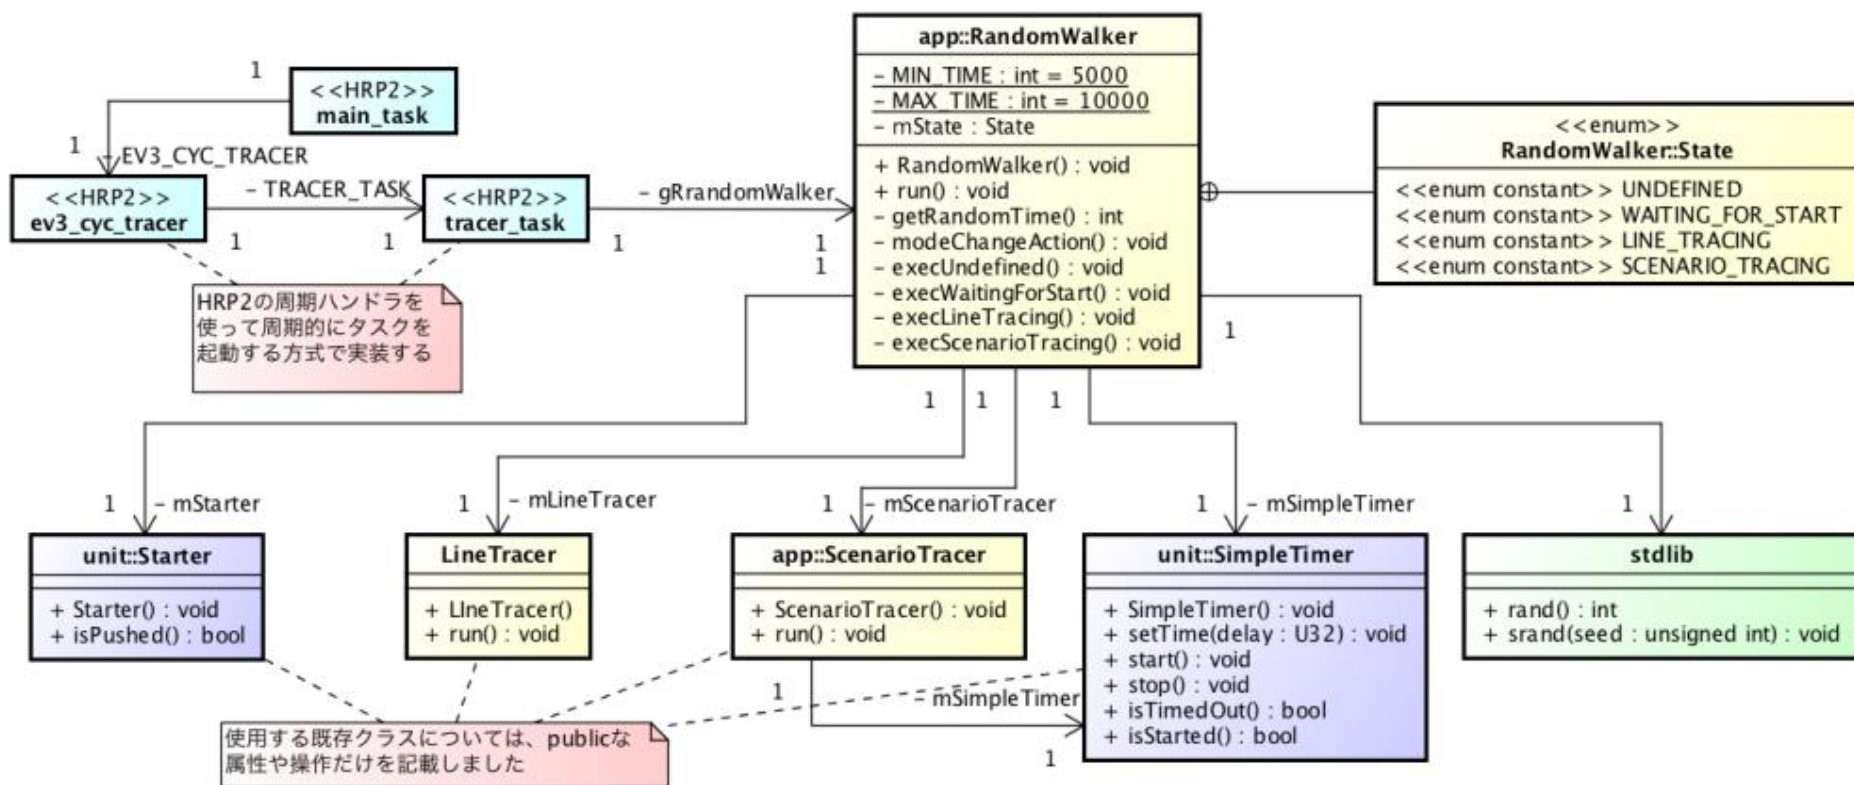 app::RandomWalker
- MIN_TIME : int = 5000
- MAX_TIME : int = 10000
- mState : State
+ RandomWalker() : void
+ run() : void
- getRandomTime() : int
- modeChangeAction() : void
- execUndefined() : void
- execWaitingForStart() : void
- execLineTracing() : void
- execScenarioTracing() : void
1
<<HRP2>>
main_task
1
- EV3_CYC_TRACER
<<HRP2>>
ev3_cyc_tracer
1
- TRACER_TASK
1
<<HRP2>>
tracer_task
1
- gRrandomWalker
1
1
<<enum>>
RandomWalker::State
<<enum constant>> UNDEFINED
<<enum constant>> WAITING_FOR_START
<<enum constant>> LINE_TRACING
<<enum constant>> SCENARIO_TRACING
HRP2の周期ハンドラを
使って周期的にタスクを
起動する方式で実装する
1
1
1
1
1
- mStarter
1
- mLineTracer
1
- mScenarioTracer
1
- mSimpleTimer
1
unit::Starter
+ Starter() : void
+ isPushed() : bool
LineTracer
+ LIneTracer()
+ run() : void
app::ScenarioTracer
+ ScenarioTracer() : void
+ run() : void
unit::SimpleTimer
+ SimpleTimer() : void
+ setTime(delay : U32) : void
+ start() : void
+ stop() : void
+ isTimedOut() : bool
+ isStarted() : bool
stdlib
+ rand() : int
+ srand(seed : unsigned int) : void
1
- mSimpleTimer
1
使用する既存クラスについては、publicな
属性や操作だけを記載しました